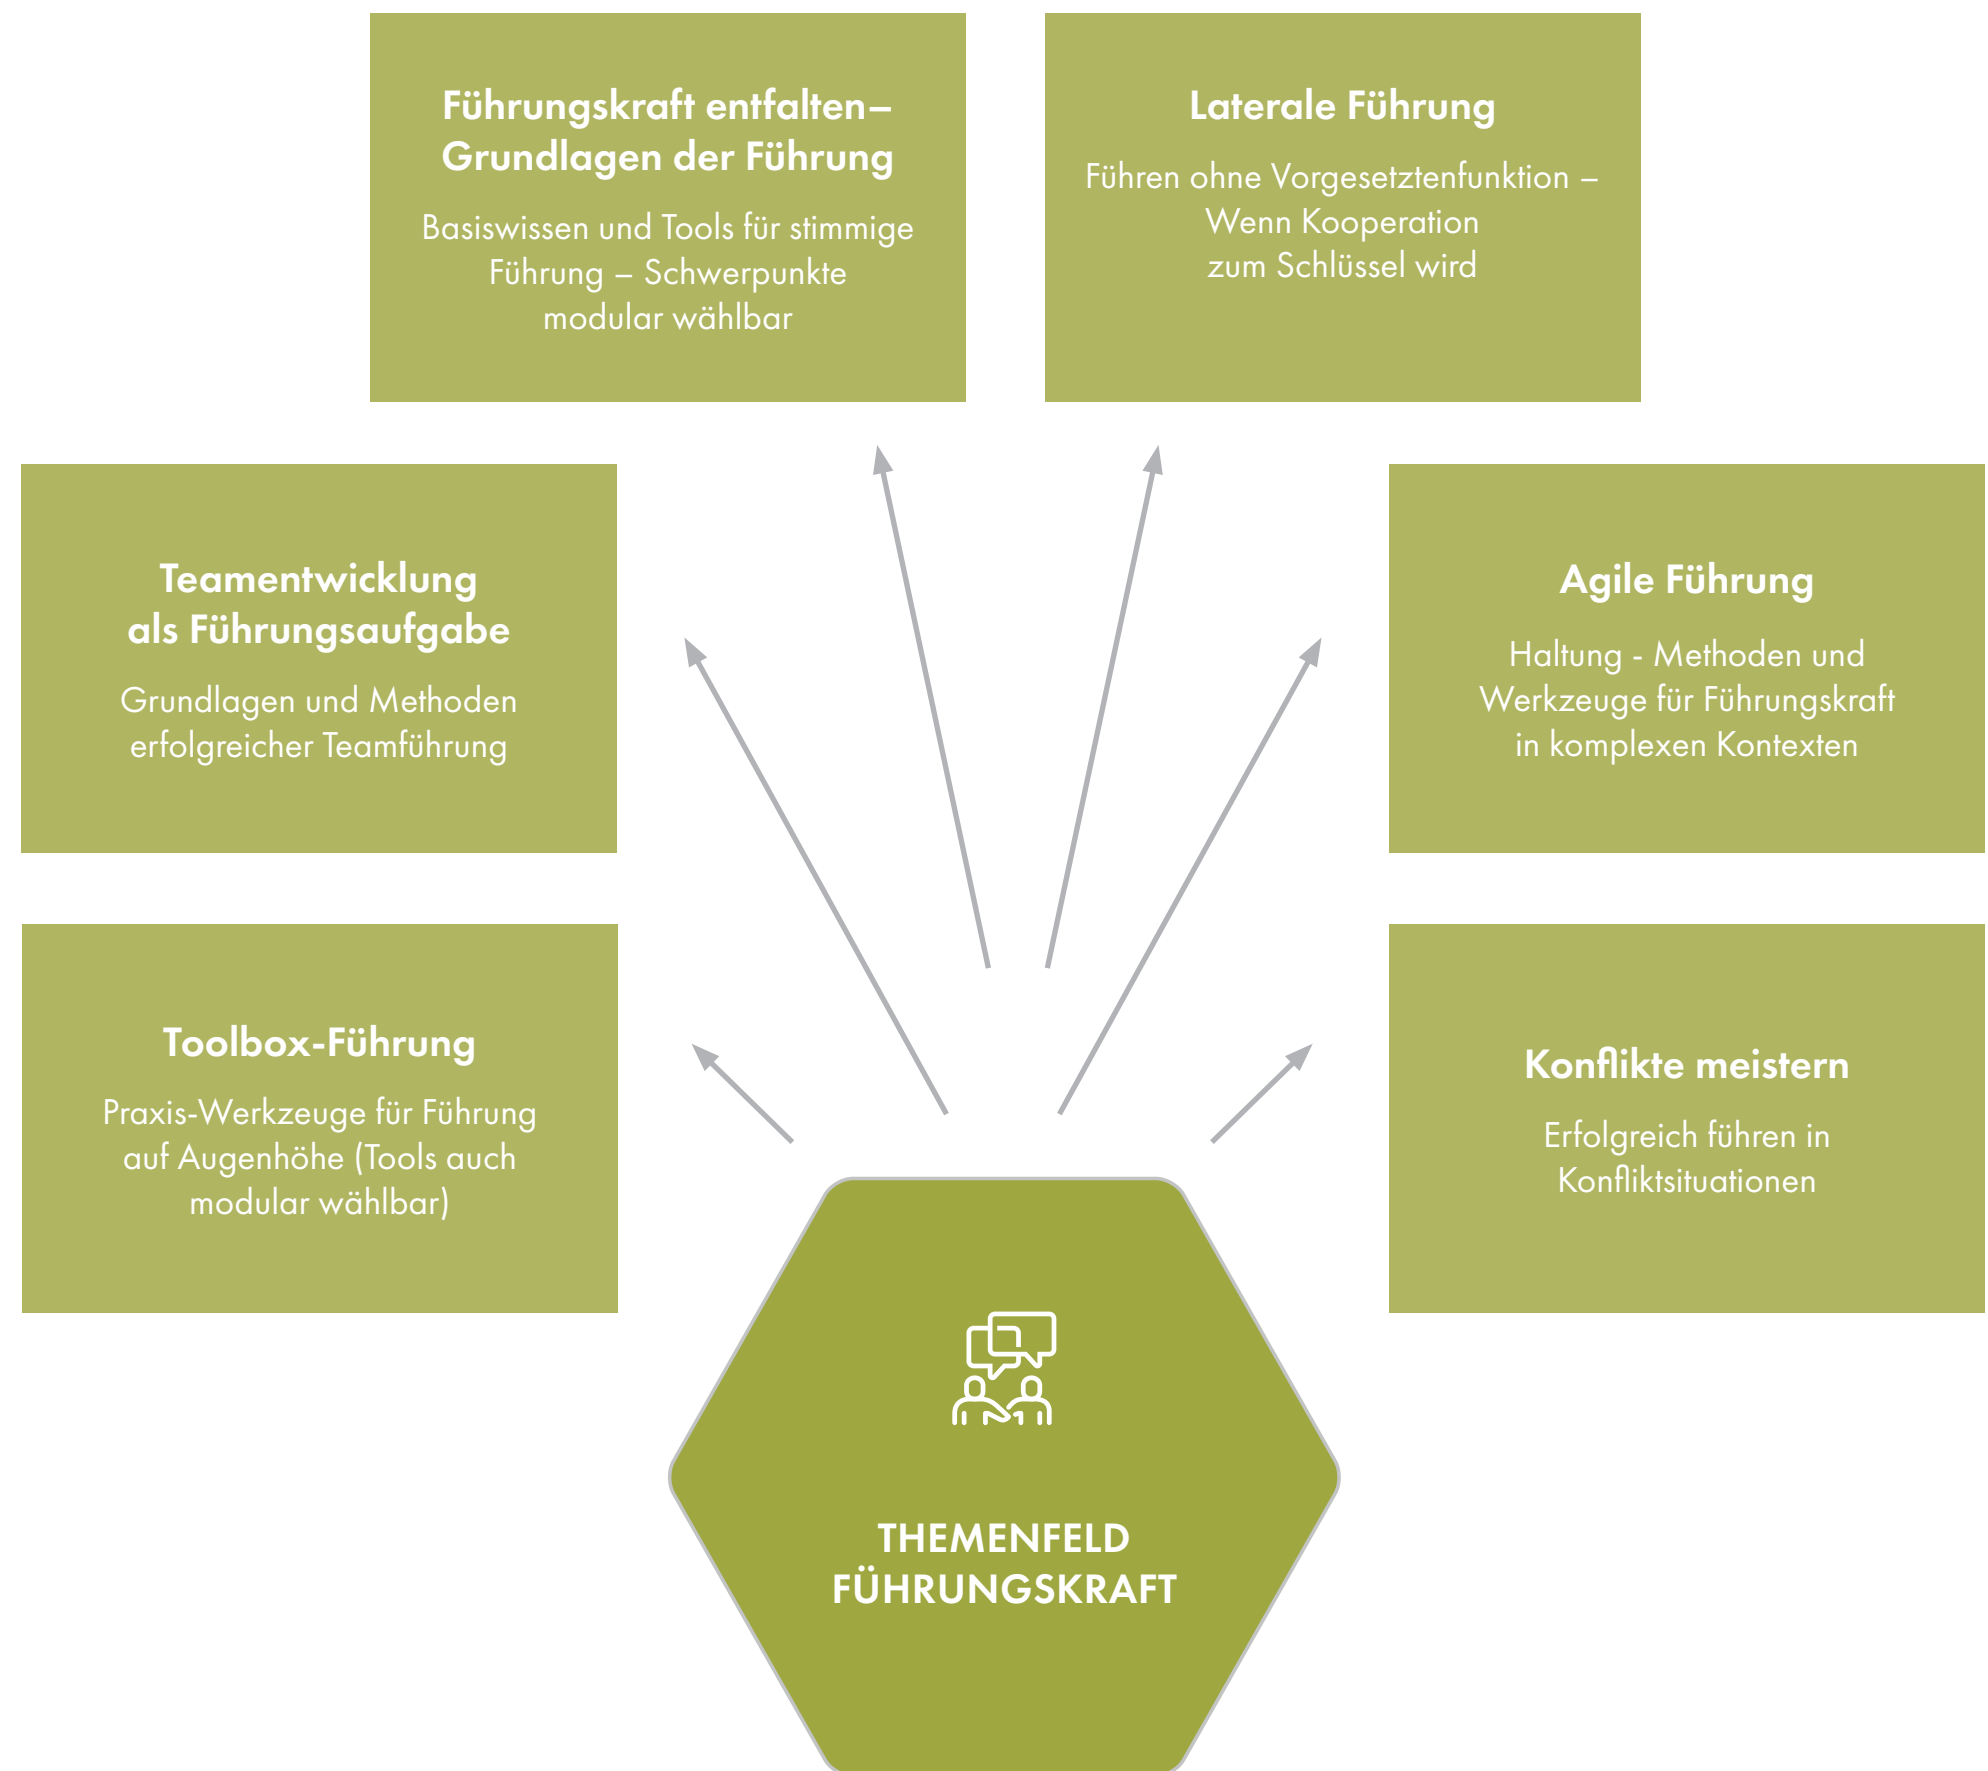 Führungskraft entfalten–
Grundlagen der Führung
Basiswissen und Tools für stimmige
Führung – Schwerpunkte
modular wählbar
Laterale Führung
Führen ohne Vorgesetztenfunktion –
Wenn Kooperation
zum Schlüssel wird
Teamentwicklung
als Führungsaufgabe
Grundlagen und Methoden
erfolgreicher Teamführung
Agile Führung
Haltung - Methoden und
Werkzeuge für Führungskraft
in komplexen Kontexten
Toolbox-Führung
Praxis-Werkzeuge für Führung
auf Augenhöhe (Tools auch
modular wählbar)
Konflikte meistern
Erfolgreich führen in
Konfliktsituationen
THEMENFELD
FÜHRUNGSKRAFT